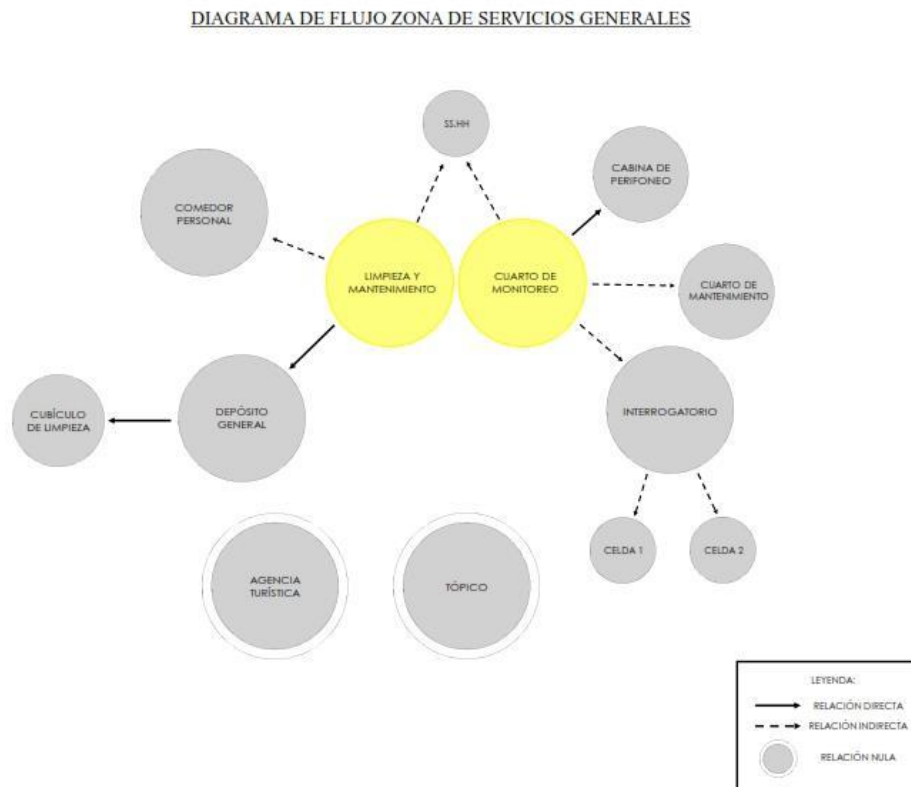 DIAGRAMA DE FLUJO ZONA DE SERVICIOS GENERALES
SS.HH
CABINA DE
PERIFONEO
COMEDOR
PERSONAL
LIMPIEZA Y
MANTENIMIENTO
CUARTO DE
MONITOREO
CUARTO DE
MANTENIMIENTO
CUBÍCULO
DE LIMPIEZA
DEPÓSITO
GENERAL
INTERROGATORIO
CELDA 1
CELDA 2
AGENCIA
TURÍSTICA
TÓPICO
LEYENDA:
RELACIÓN DIRECTA
RELACIÓN INDIRECTA
RELACIÓN NULA